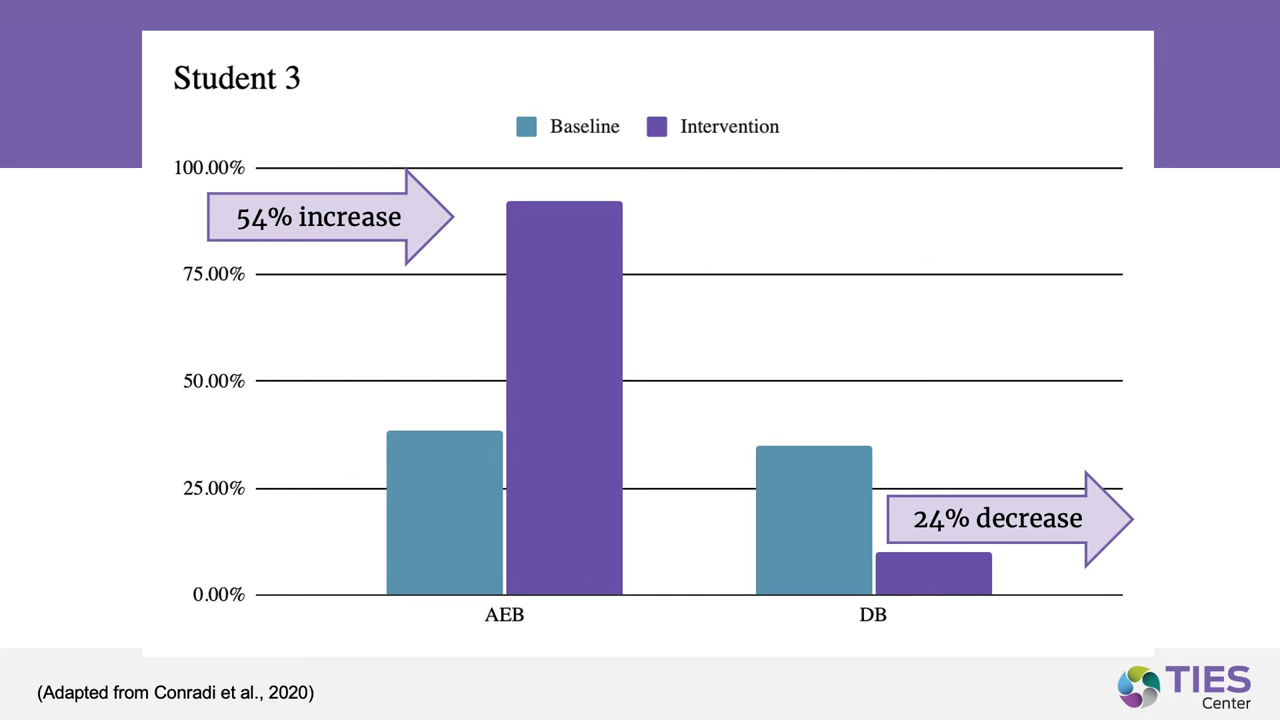 Student 3
Baseline
Intervention
100.00%
54% increase
75.00%
50.00%
25.00%
24% decrease
0.00%
AEB
DB
(Adapted from Conradi et al., 2020)
TIES
Center